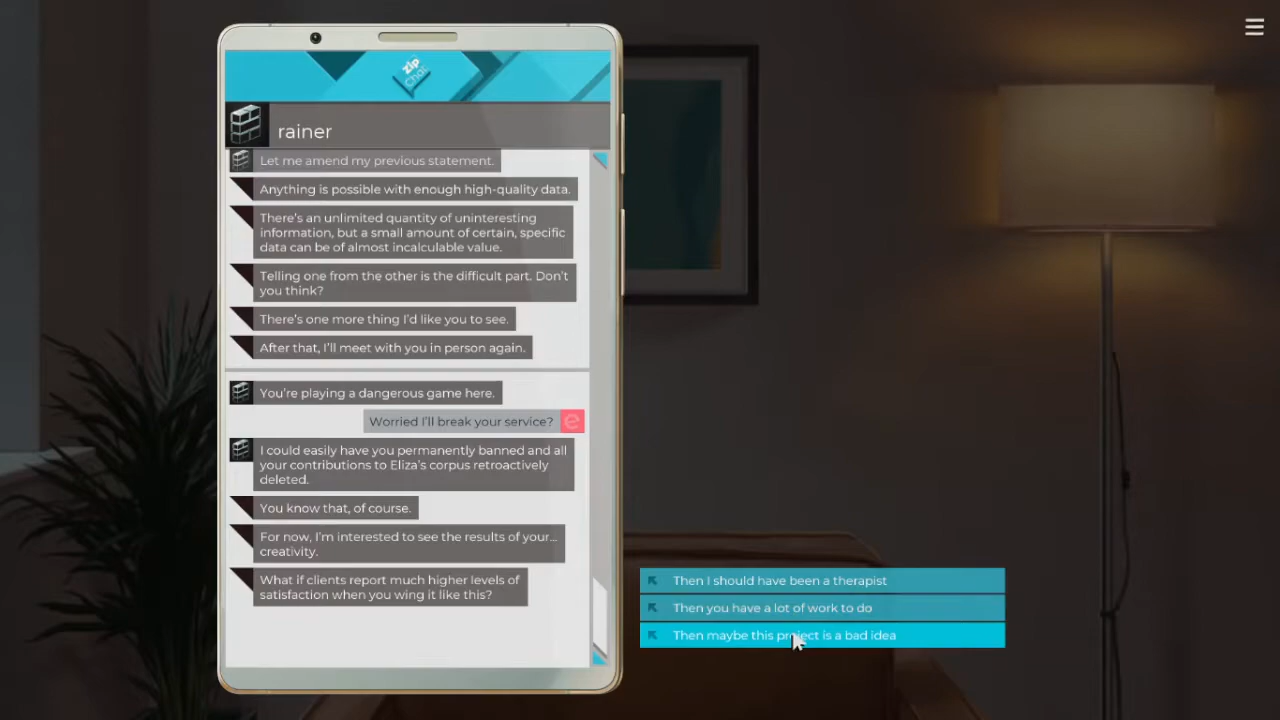 zip
Chat
rainer
Let me amend my previous statement.
Anything is possible with enough high-quality data.
There's an unlimited quantity of uninteresting
information, but a small amount of certain, specific
data can be of almost incalculable value.
Telling one from the other is the difficult part. Don't
you think?
There's one more thing I'd like you to see.
After that, I'll meet with you in person again.
You're playing a dangerous game here.
Worried I'll break your service?
e
I could easily have you permanently banned and all
your contributions to Eliza's corpus retroactively
deleted.
You know that, of course.
For now, I'm interested to see the results of your...
creativity.
What if clients report much higher levels of
satisfaction when you wing it like this?
Then I should have been a therapist
Then you have a lot of work to do
Then maybe this project is a bad idea